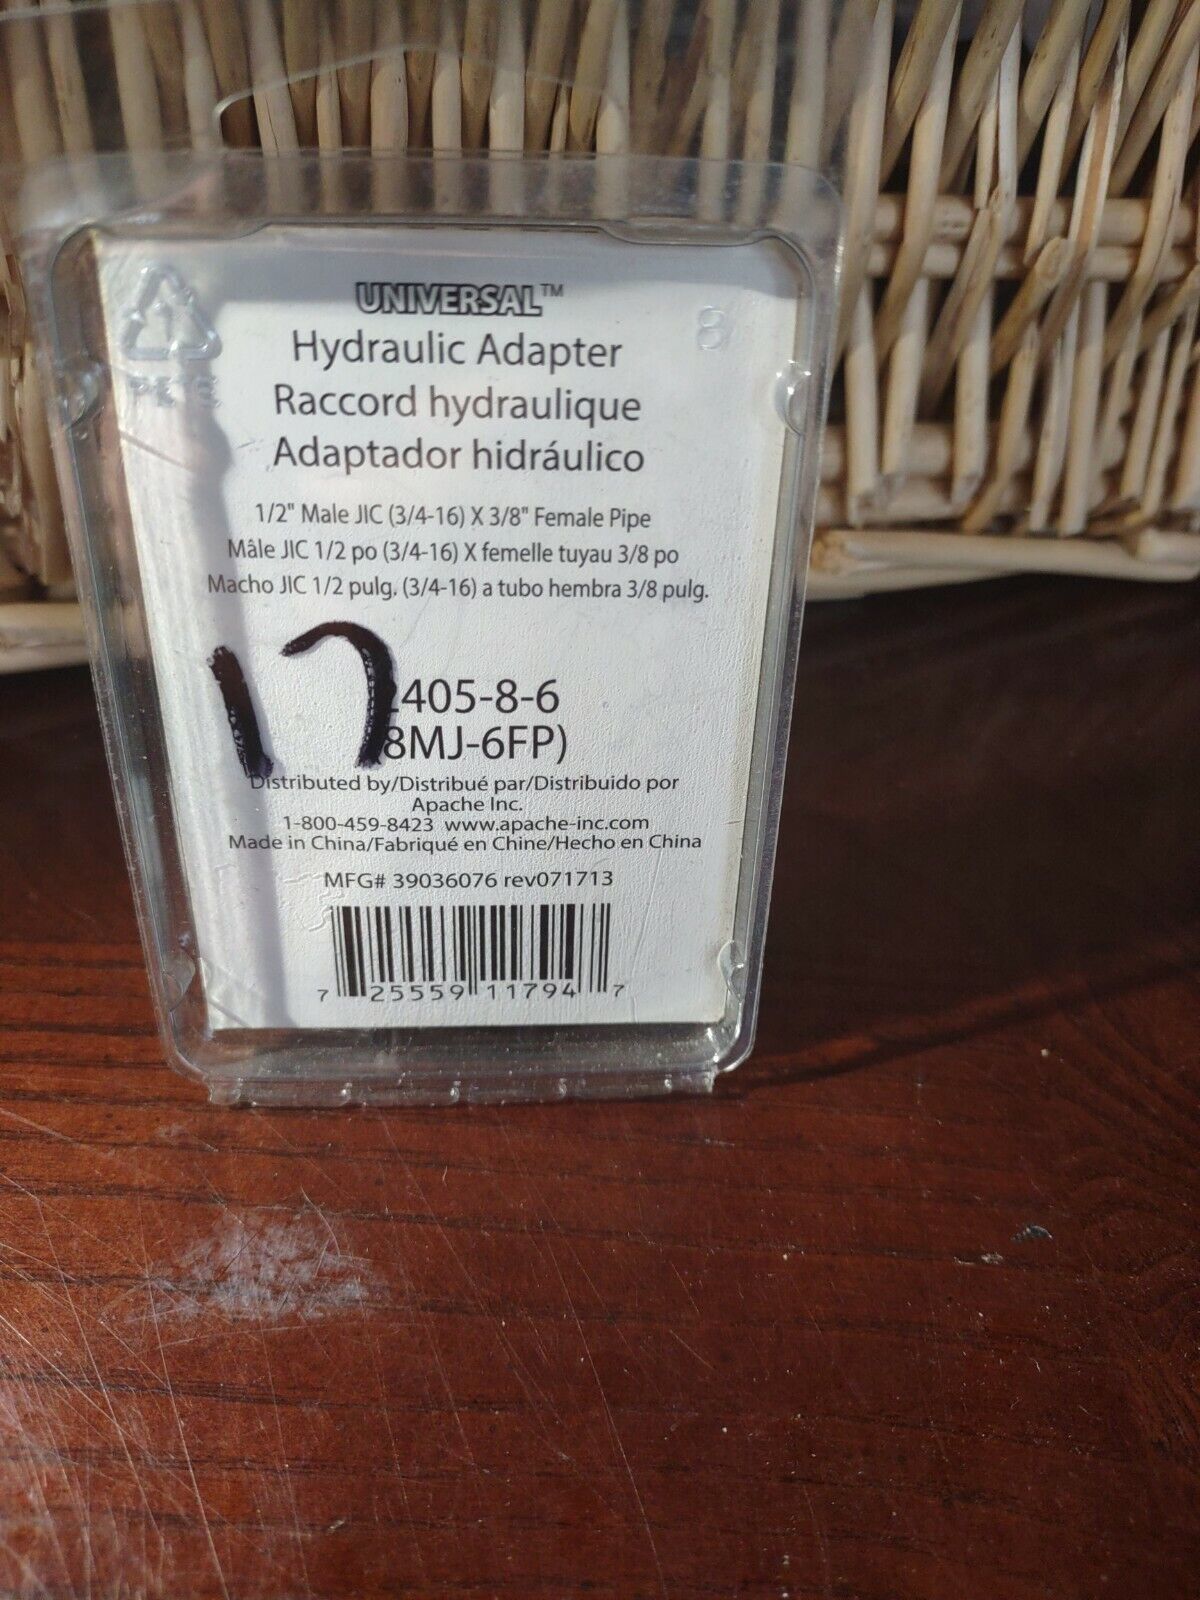 UNIVERSAL™
Hydraulic Adapter
Raccord hydraulique
Adaptador hidráulico
8
PETE
1/2" Male JIC (3/4-16) X 3/8" Female Pipe
Mâle JIC 1/2 po (3/4-16) X femelle tuyau 3/8 po
Macho JIC 1/2 pulg. (3/4-16) a tubo hembra 3/8 pulg.
17
2405-8-6
(8MJ-6FP)
Distributed by/Distribué par/Distribuido por
Apache Inc.
1-800-459-8423 www.apache-inc.com
Made in China/Fabriqué en Chine/Hecho en China
MFG# 39036076 rev071713
7 25559 11794 7